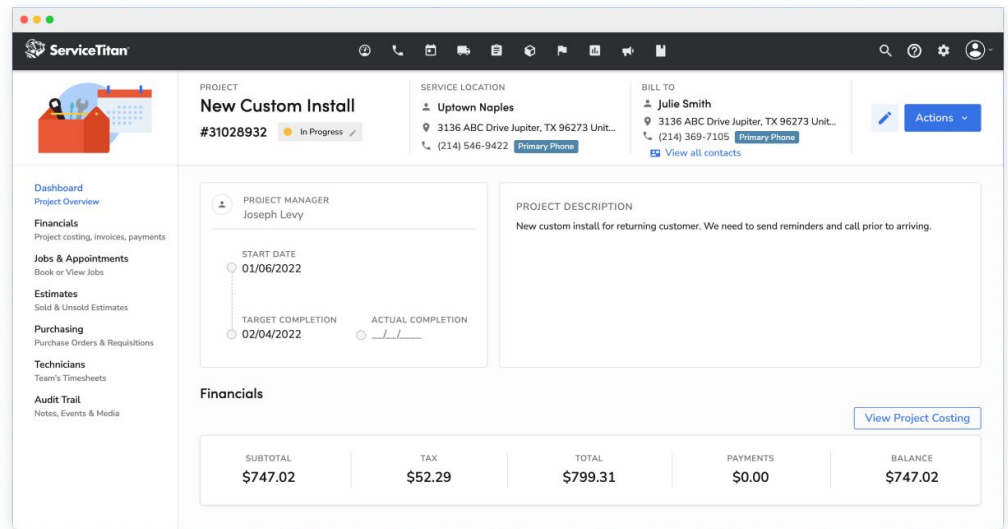 ServiceTitan
PROJECT
New Custom Install
#31028932 In Progress
SERVICE LOCATION
Uptown Naples
3136 ABC Drive Jupiter, TX 96273 Unit...
(214) 546-9422 Primary Phone
BILL TO
Julie Smith
3136 ABC Drive Jupiter, TX 96273 Unit...
(214) 369-7105 Primary Phone
View all contacts
Actions
Dashboard
Project Overview
Financials
Project costing, invoices, payments
Jobs & Appointments
Book or View Jobs
Estimates
Sold & Unsold Estimates
Purchasing
Purchase Orders & Requisitions
Technicians
Team's Timesheets
Audit Trail
Notes, Events & Media
PROJECT MANAGER
Joseph Levy
START DATE
01/06/2022
TARGET COMPLETION
02/04/2022
ACTUAL COMPLETION
__/__/____
PROJECT DESCRIPTION
New custom install for returning customer. We need to send reminders and call prior to arriving.
Financials
View Project Costing
SUBTOTAL
$747.02
TAX
$52.29
TOTAL
$799.31
PAYMENTS
$0.00
BALANCE
$747.02